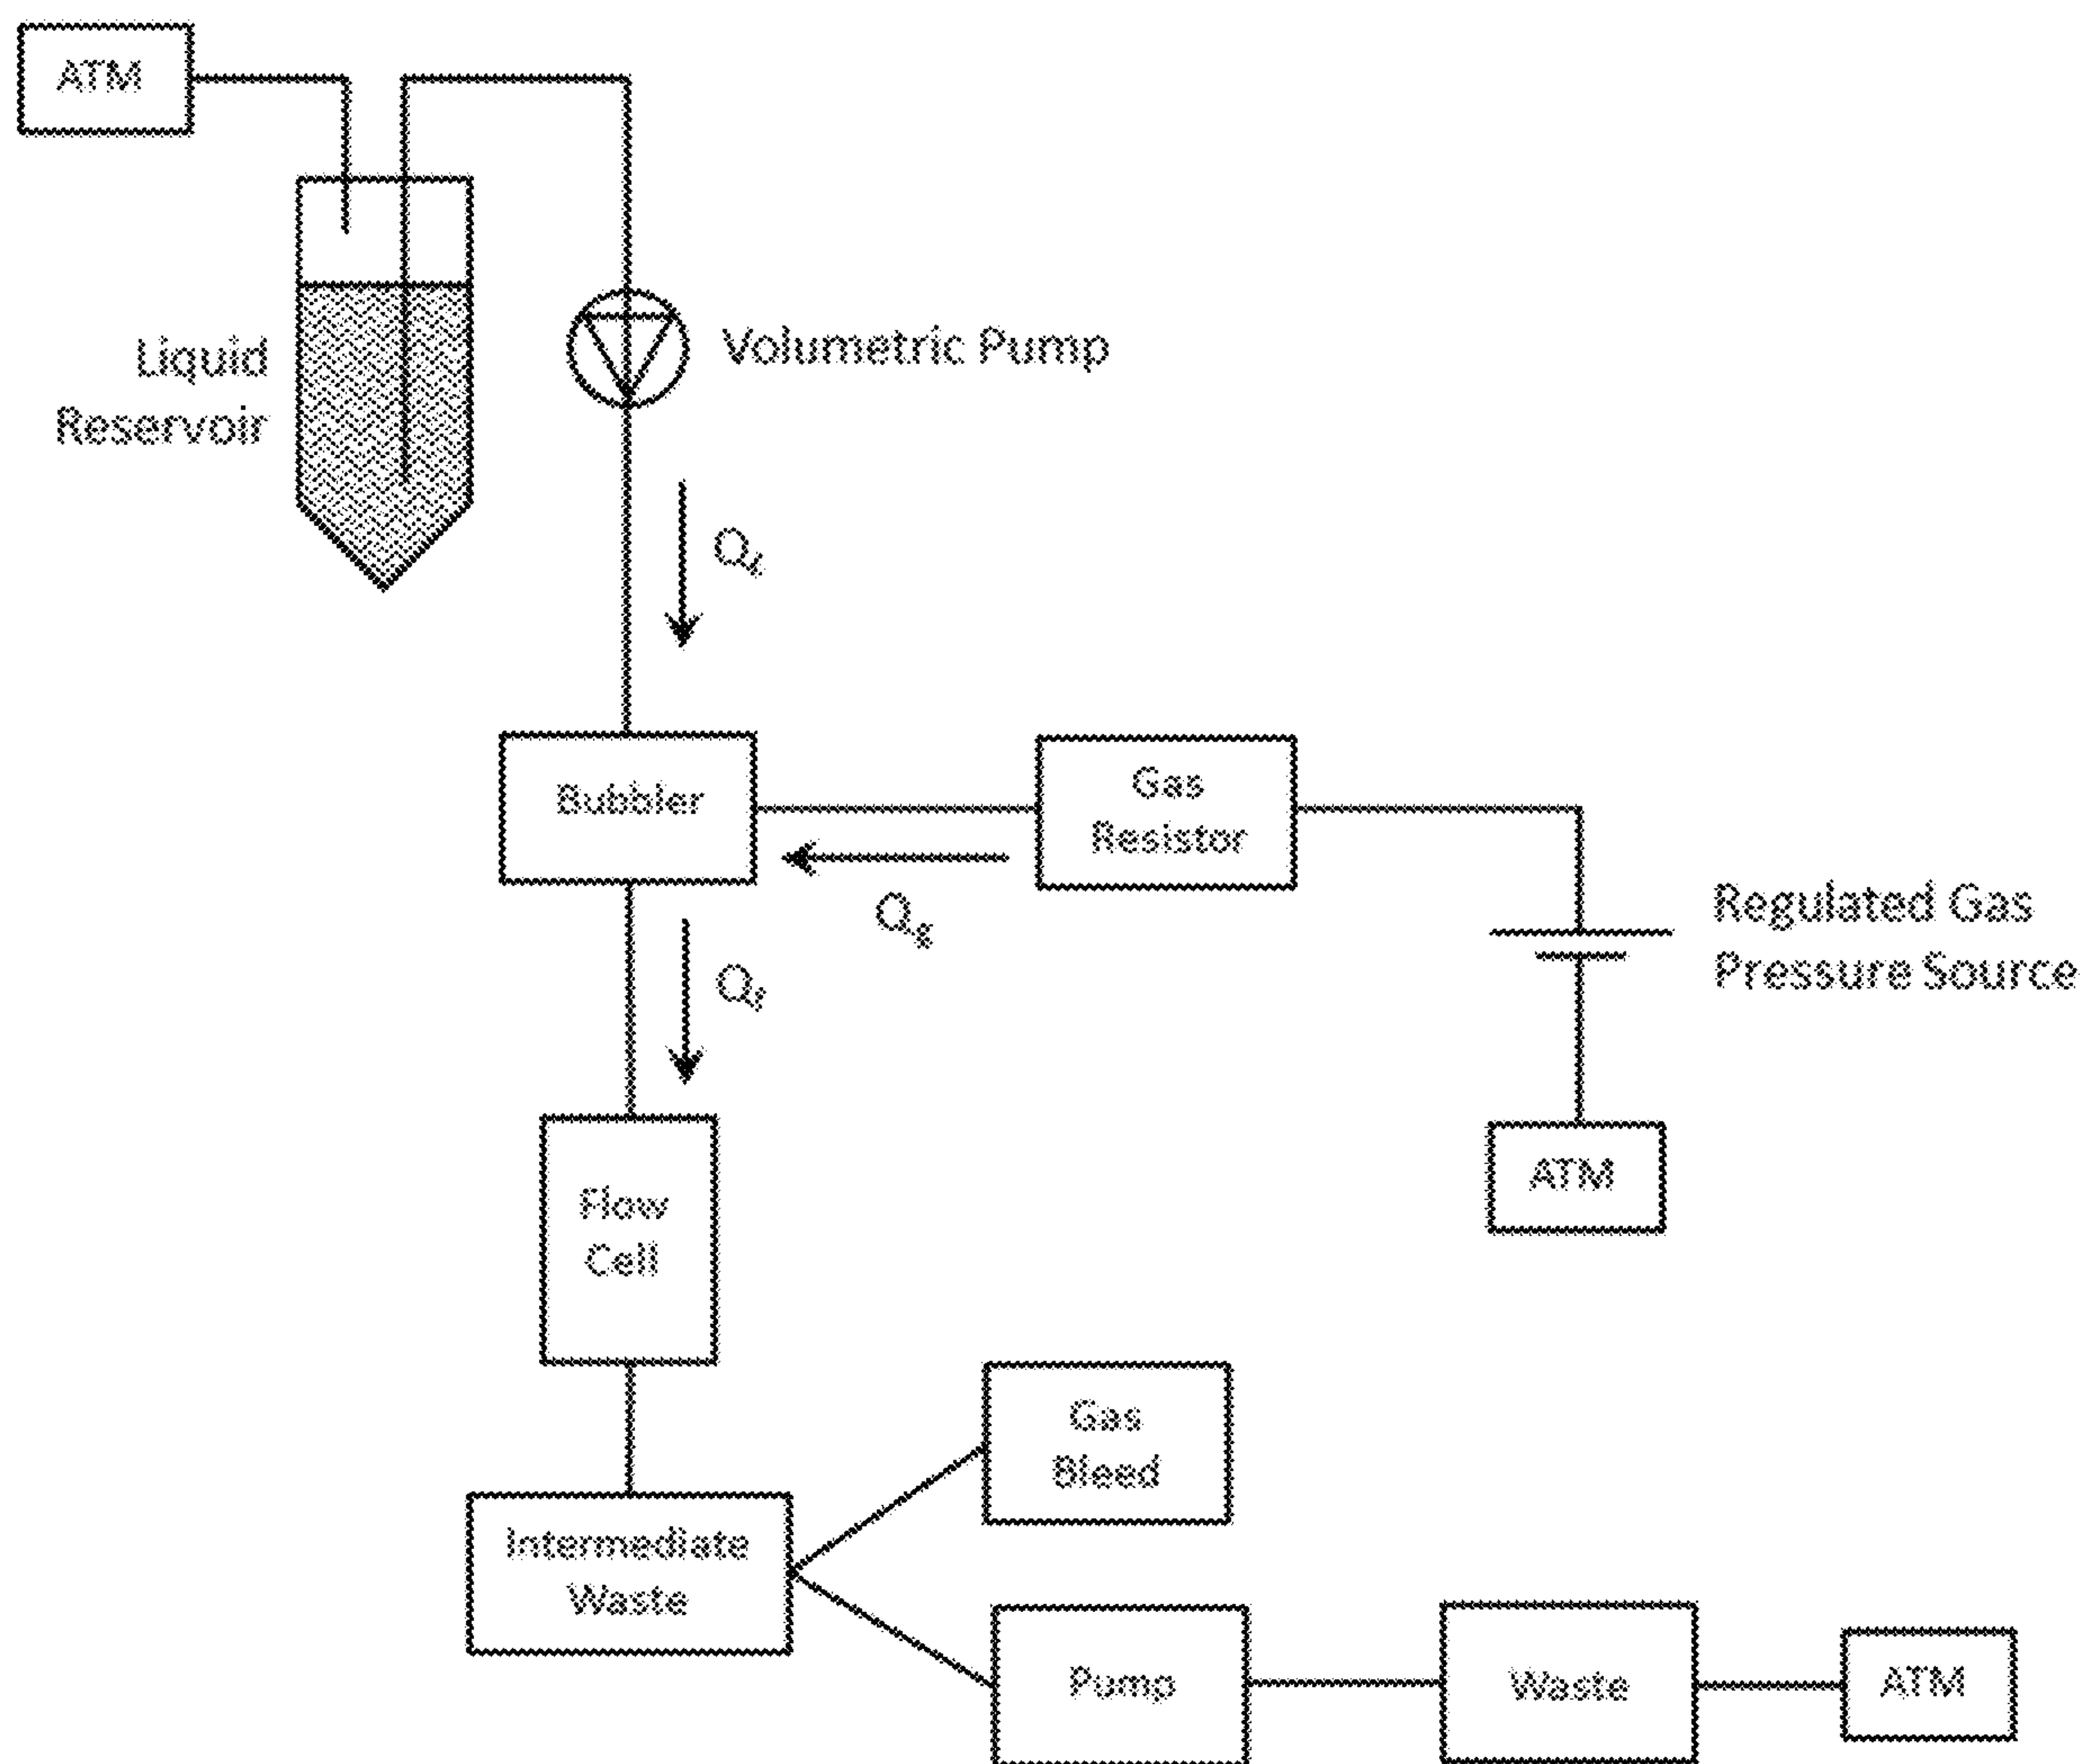 ATM
Liquid
Reservoir
Volumetric Pump
Qf
Bubbler
Gas
Resistor
Qg
Qf
Regulated Gas
Pressure Source
ATM
Flow
Cell
Gas
Bleed
Intermediate
Waste
Pump
Waste
ATM